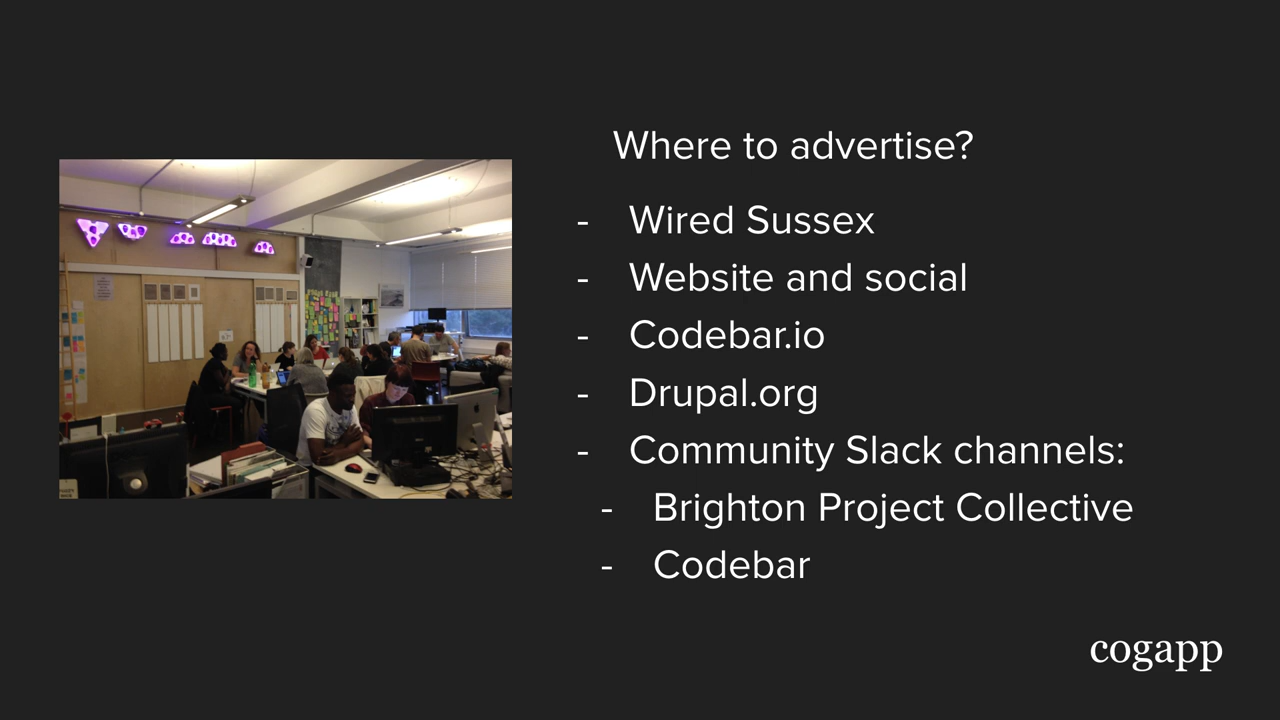 Where to advertise?
- Wired Sussex
- Website and social
- Codebar.io
- Drupal.org
- Community Slack channels:
- Brighton Project Collective
- Codebar
cogapp